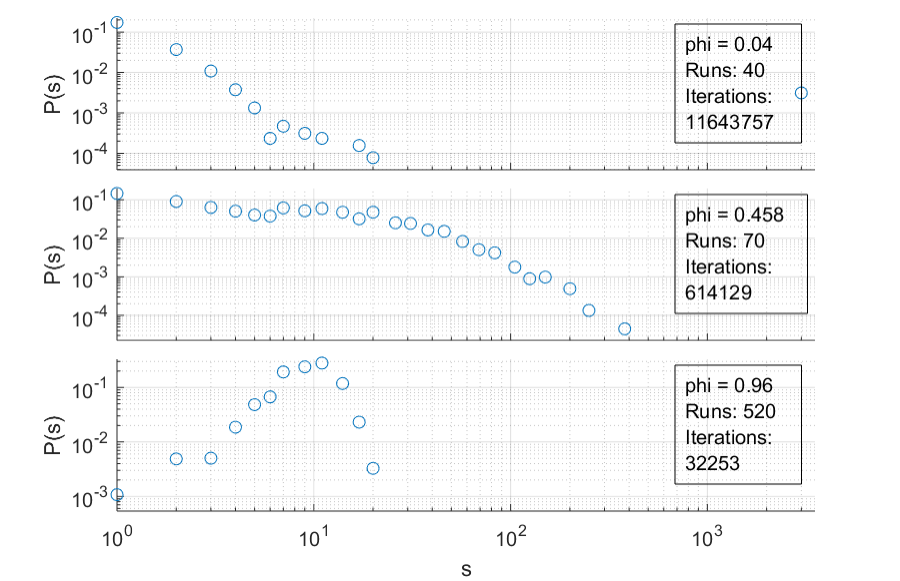 10^-1
10^-2
10^-3
10^-4
P(s)
phi = 0.04
Runs: 40
Iterations:
11643757
10^-1
10^-2
10^-3
10^-4
P(s)
phi = 0.458
Runs: 70
Iterations:
614129
10^-1
10^-2
10^-3
P(s)
phi = 0.96
Runs: 520
Iterations:
32253
10^0 10^1 10^2 10^3
s